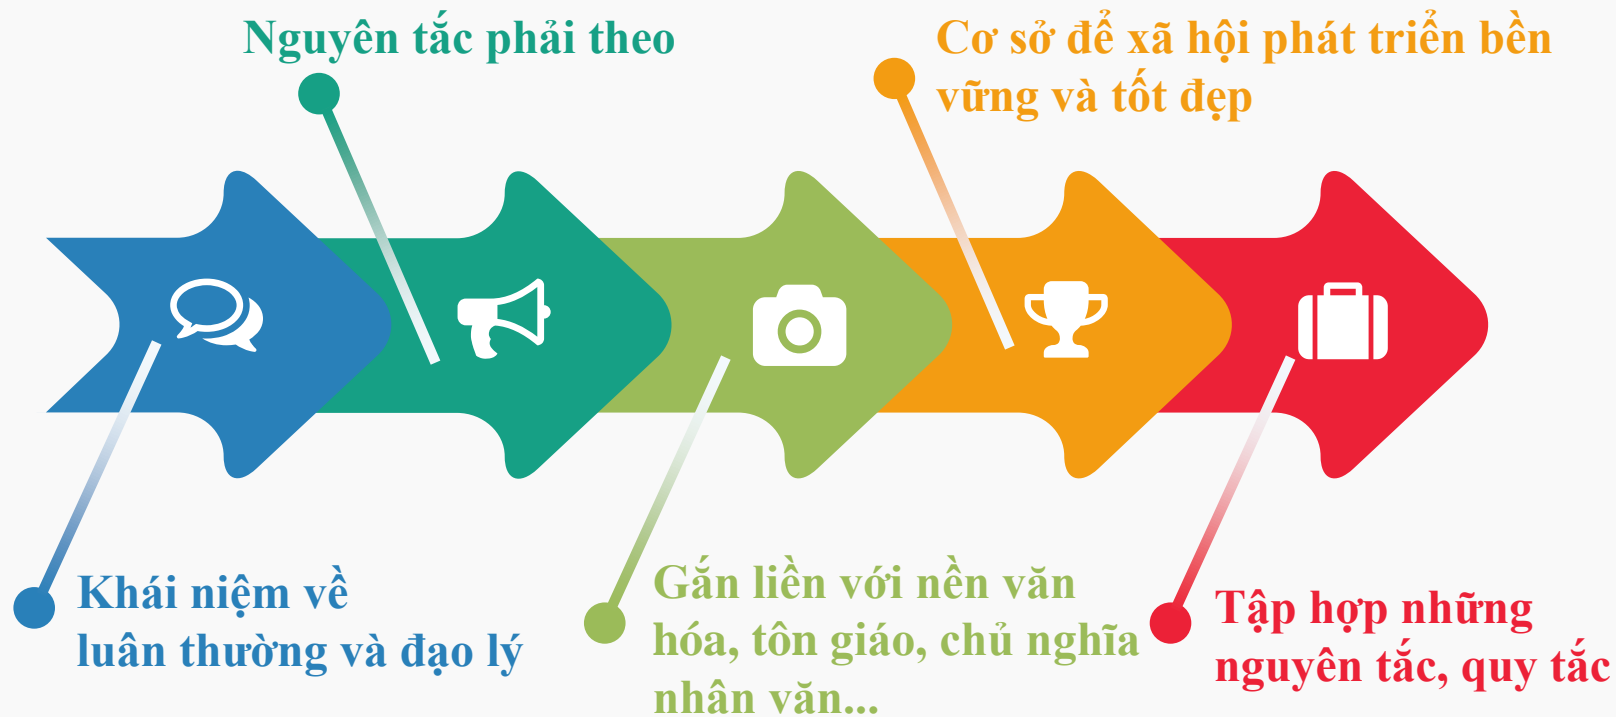 Nguyên tắc phải theo
Cơ sở để xã hội phát triển bền
vững và tốt đẹp
Khái niệm về
luân thường và đạo lý
Gắn liền với nền văn
hóa, tôn giáo, chủ nghĩa
nhân văn...
Tập hợp những
nguyên tắc, quy tắc